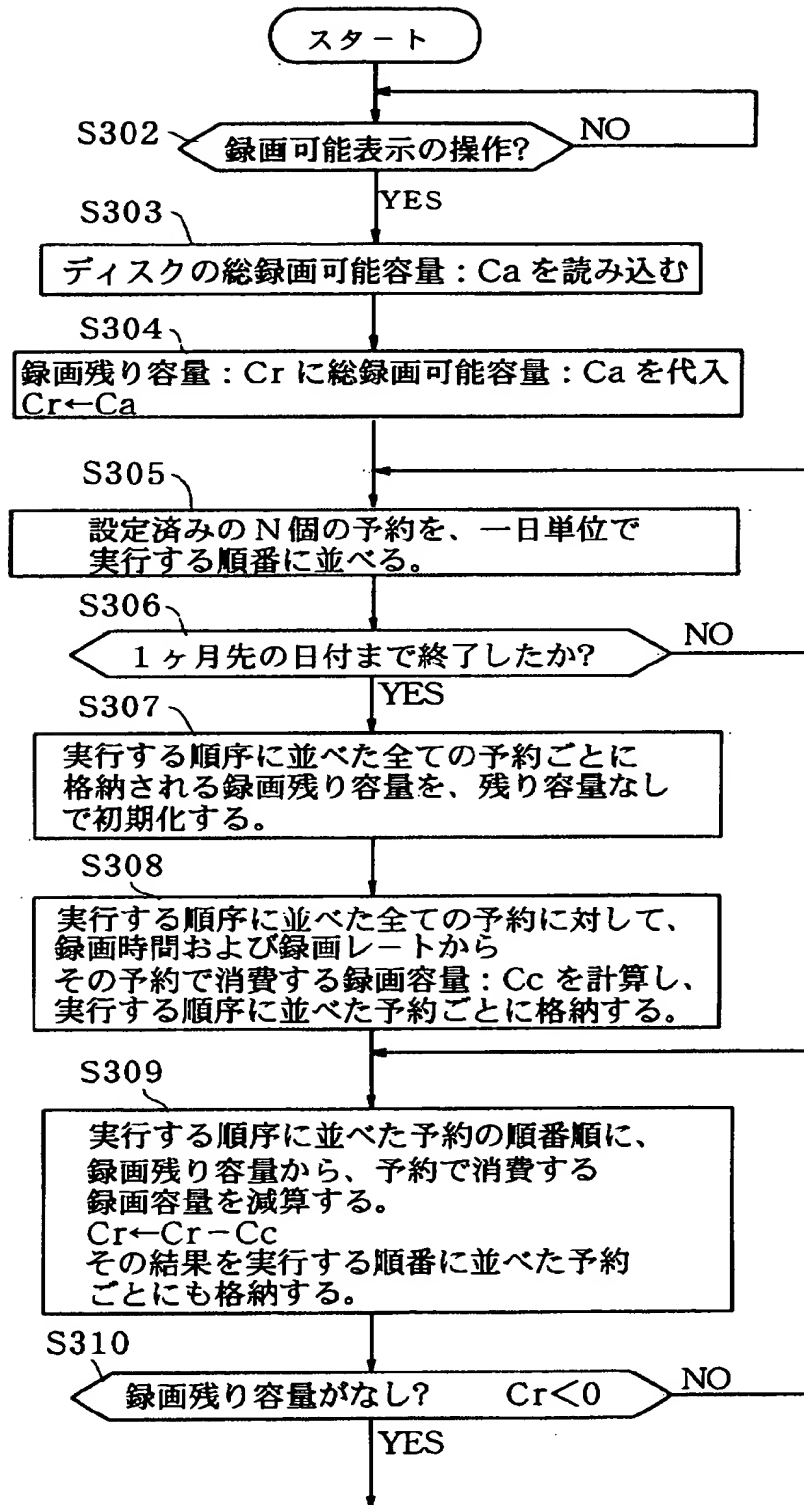 スタート
S302
録画可能表示の操作?
NO
YES
S303
ディスクの総録画可能容量:Caを読み込む
S304
録画残り容量:Crに総録画可能容量:Caを代入
Cr←Ca
S305
設定済みのN個の予約を、一日単位で
実行する順番に並べる。
S306
1ヶ月先の日付まで終了したか?
NO
YES
S307
実行する順序に並べた全ての予約ごとに
格納される録画残り容量を、残り容量なし
で初期化する。
S308
実行する順序に並べた全ての予約に対して、
録画時間および録画レートから
その予約で消費する録画容量:Ccを計算し、
実行する順序に並べた予約ごとに格納する。
S309
実行する順序に並べた予約の順番順に、
録画残り容量から、予約で消費する
録画容量を減算する。
Cr←Cr-Cc
その結果を実行する順番に並べた予約
ごとにも格納する。
S310
録画残り容量がなし? Cr<0
NO
YES